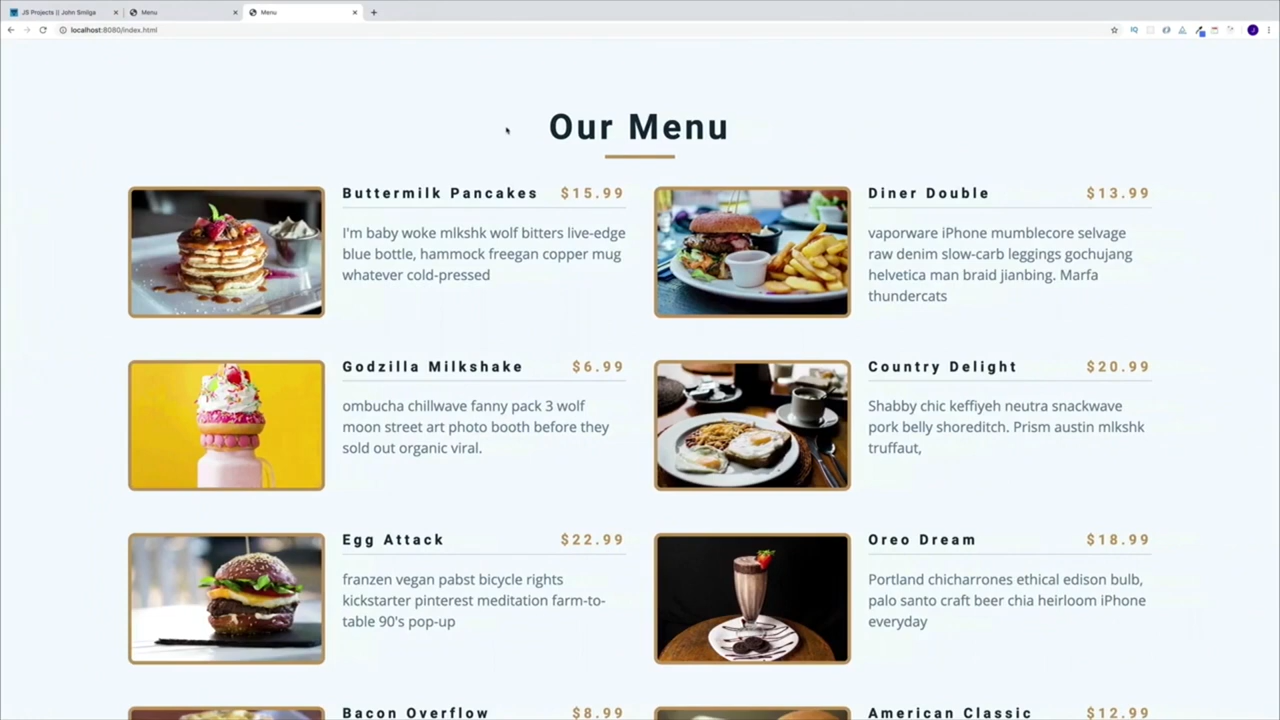 JS Projects || John Smilga
Menu
Menu
localhost:8080/index.html
Our Menu
Buttermilk Pancakes $15.99
I'm baby woke mlkshk wolf bitters live-edge
blue bottle, hammock freegan copper mug
whatever cold-pressed
Diner Double $13.99
vaporware iPhone mumblecore selvage
raw denim slow-carb leggings gochujang
helvetica man braid jianbing. Marfa
thundercats
Godzilla Milkshake $6.99
ombucha chillwave fanny pack 3 wolf
moon street art photo booth before they
sold out organic viral.
Country Delight $20.99
Shabby chic keffiyeh neutra snackwave
pork belly shoreditch. Prism austin mlkshk
truffaut,
Egg Attack $22.99
franzen vegan pabst bicycle rights
kickstarter pinterest meditation farm-to-
table 90's pop-up
Oreo Dream $18.99
Portland chicharrones ethical edison bulb,
palo santo craft beer chia heirloom iPhone
everyday
Bacon Overflow $8.99
American Classic $12.99